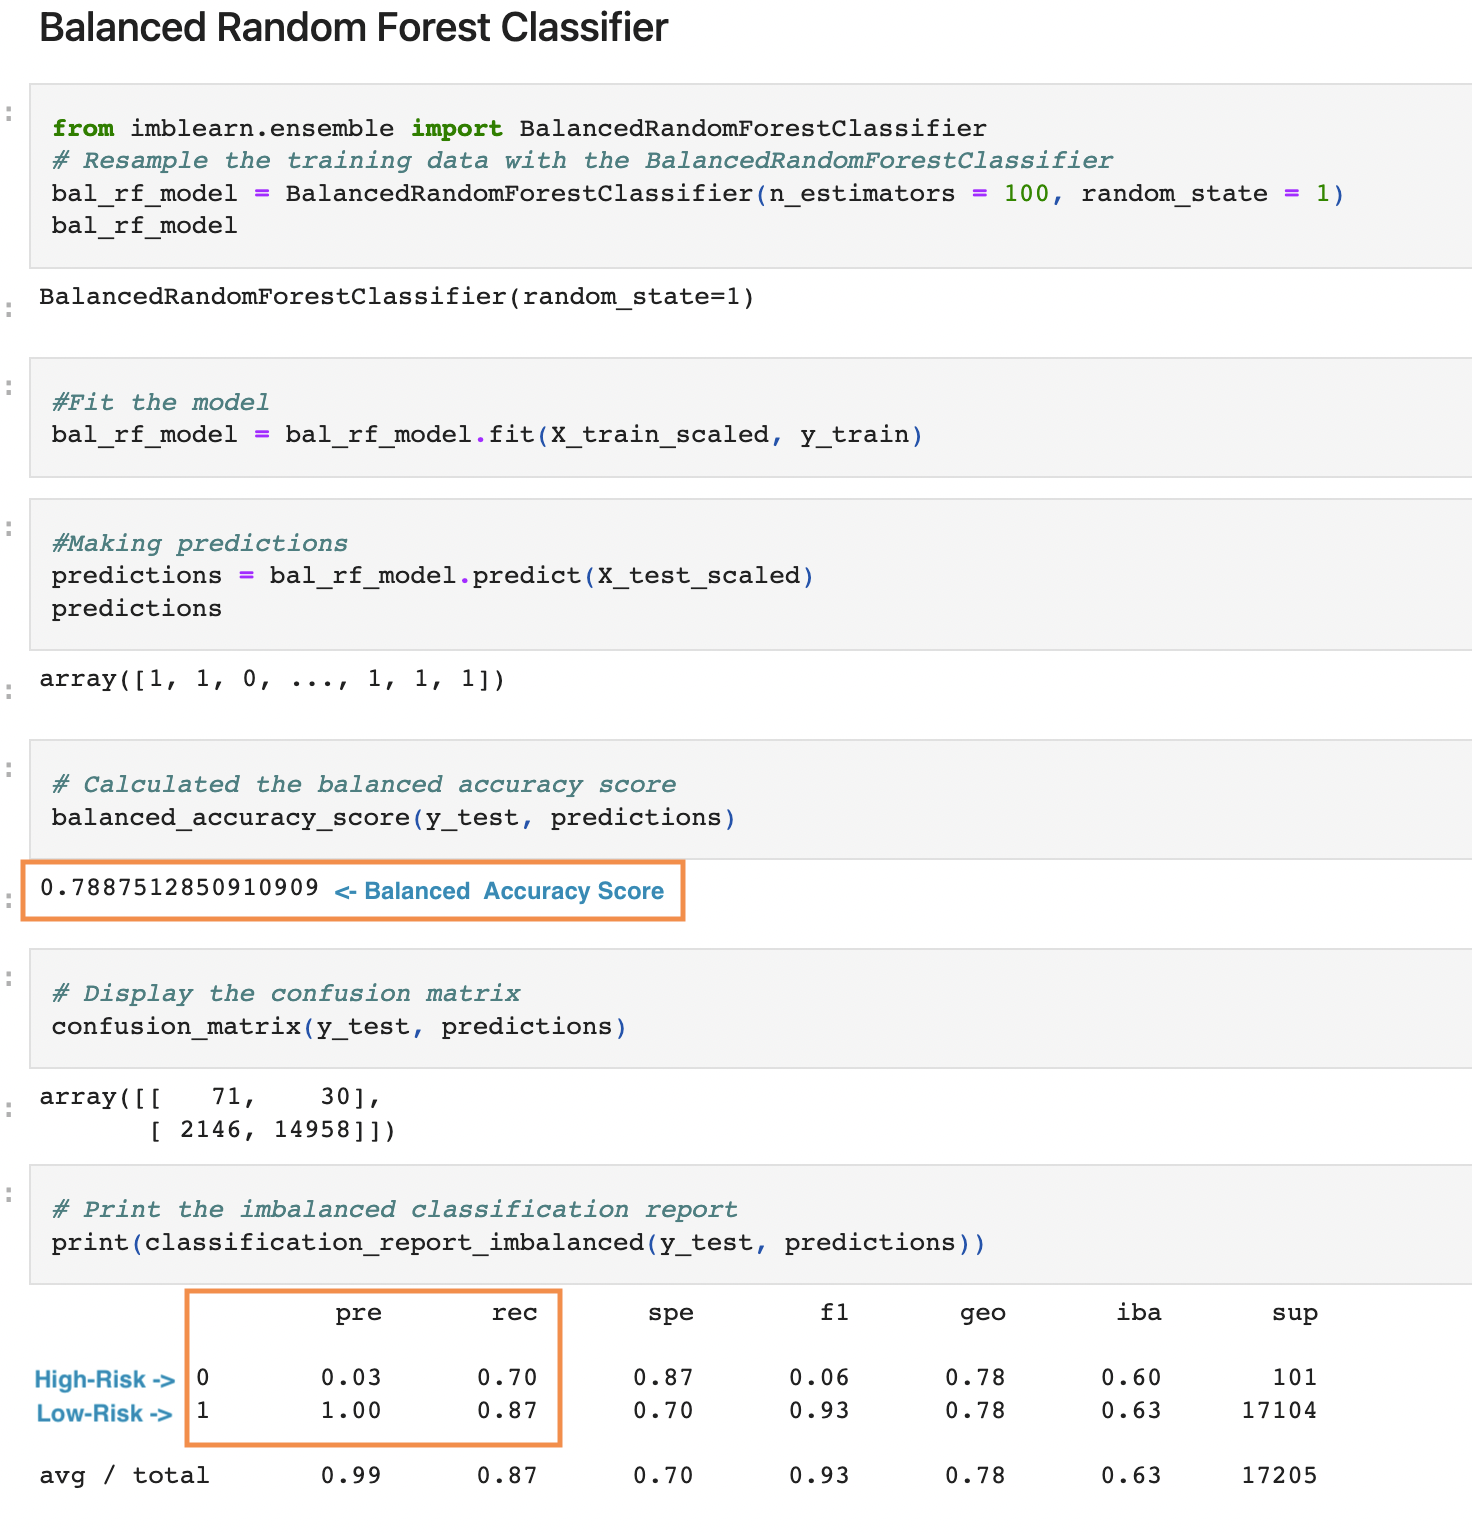 Balanced Random Forest Classifier
from imblearn.ensemble import BalancedRandomForestClassifier
# Resample the training data with the BalancedRandomForestClassifier
bal_rf_model = BalancedRandomForestClassifier(n_estimators = 100, random_state = 1)
bal_rf_model
BalancedRandomForestClassifier(random_state=1)
#Fit the model
bal_rf_model = bal_rf_model.fit(X_train_scaled, y_train)
#Making predictions
predictions = bal_rf_model.predict(X_test_scaled)
predictions
array([1, 1, 0, ..., 1, 1, 1])
# Calculated the balanced accuracy score
balanced_accuracy_score(y_test, predictions)
0.7887512850910909 <- Balanced Accuracy Score
# Display the confusion matrix
confusion_matrix(y_test, predictions)
array([[   71,    30],
       [ 2146, 14958]])
# Print the imbalanced classification report
print(classification_report_imbalanced(y_test, predictions))
pre rec spe f1 geo iba sup
High-Risk -> 0 0.03 0.70 0.87 0.06 0.78 0.60 101
Low-Risk -> 1 1.00 0.87 0.70 0.93 0.78 0.63 17104
avg / total 0.99 0.87 0.70 0.93 0.78 0.63 17205